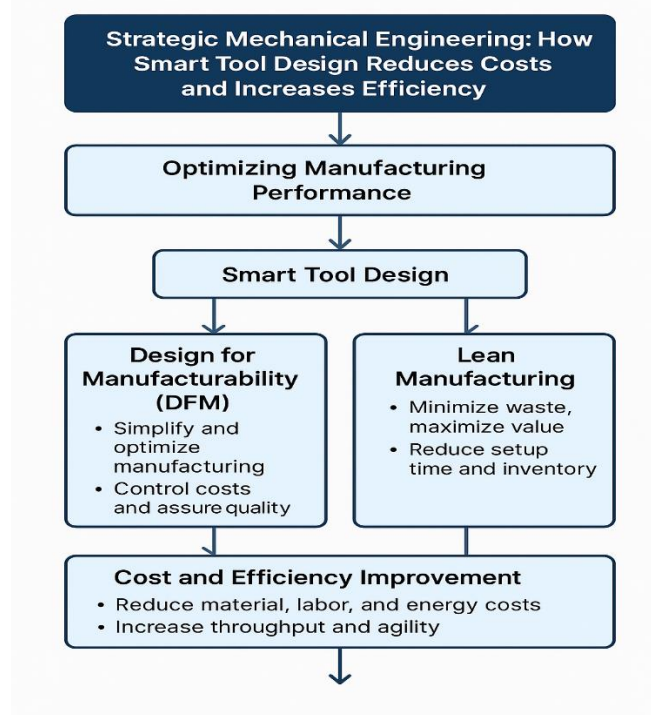 Strategic Mechanical Engineering: How
Smart Tool Design Reduces Costs
and Increases Efficiency
Optimizing Manufacturing
Performance
Smart Tool Design
Design for
Manufacturability
(DFM)
• Simplify and
optimize
manufacturing
• Control costs
and assure quality
Lean
Manufacturing
• Minimize waste,
maximize value
• Reduce setup
time and inventory
Cost and Efficiency Improvement
• Reduce material, labor, and energy costs
• Increase throughput and agility